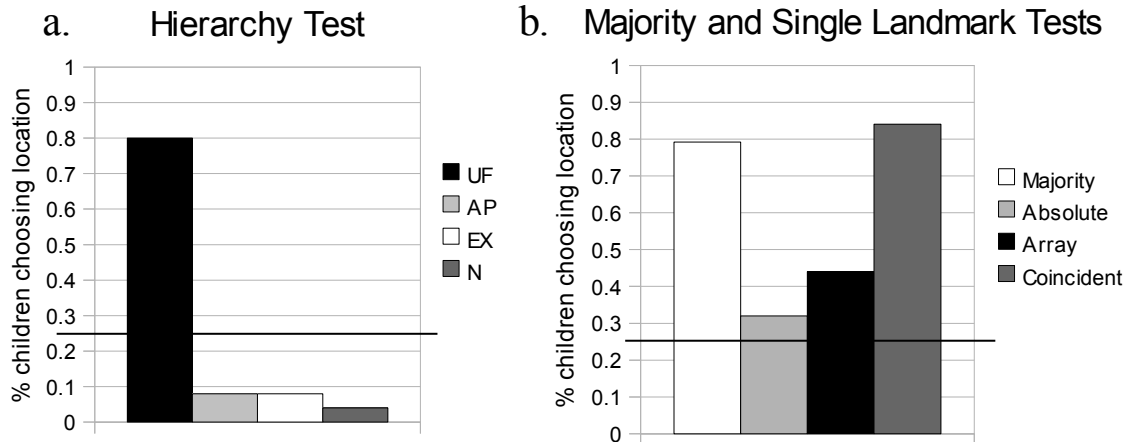 a. Hierarchy Test
% children choosing location
1
0.9
0.8
0.7
0.6
0.5
0.4
0.3
0.2
0.1
0
UF
AP
EX
N
b. Majority and Single Landmark Tests
% children choosing location
1
0.9
0.8
0.7
0.6
0.5
0.4
0.3
0.2
0.1
0
Majority
Absolute
Array
Coincident